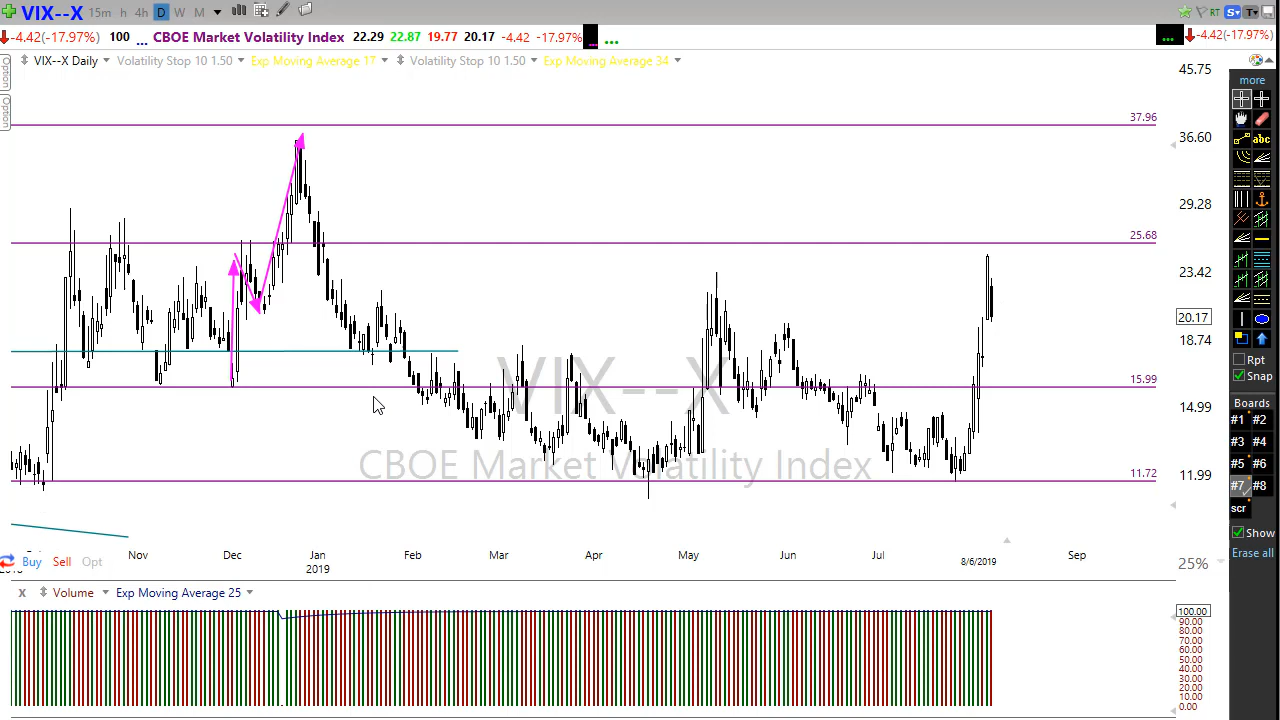 VIX--X 15m h 4h D W M
RT S T
-4.42(-17.97%) 100 ... CBOE Market Volatility Index 22.29 22.87 19.77 20.17 -4.42 -17.97% ... ... -4.42(-17.97%)
Option
Option
VIX--X Daily Volatility Stop 10 1.50 Exp Moving Average 17 Volatility Stop 10 1.50 Exp Moving Average 34
45.75
37.96
36.60
29.28
25.68
23.42
20.17
18.74
15.99
14.99
11.72
11.99
VIX--X
CBOE Market Volatility Index
Nov Dec Jan Feb Mar Apr May Jun Jul 8/6/2019 Sep
2019
Buy Sell Opt
25%
more
abc
Rpt
Snap
Boards
#1 #2
#3 #4
#5 #6
#7 #8
scr
Show
Erase all
x Volume Exp Moving Average 25
100.00
90.00
80.00
70.00
60.00
50.00
40.00
30.00
20.00
10.00
0.00